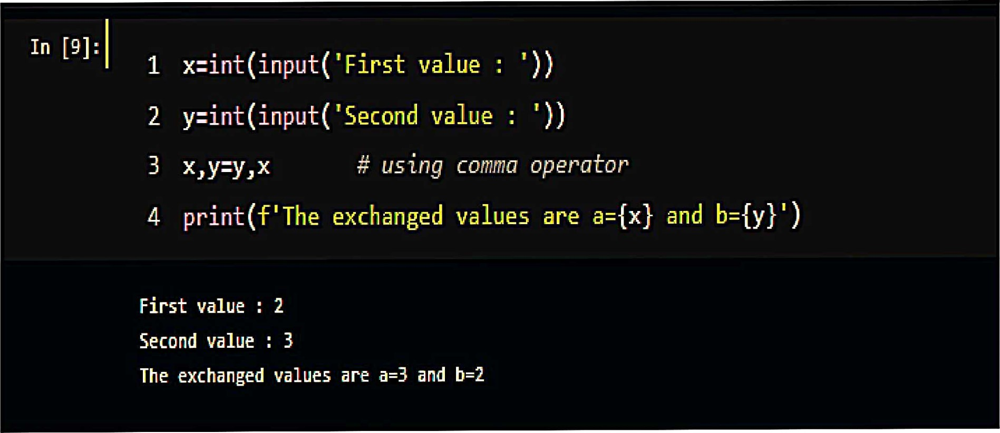 In [9]:
1 x=int(input('First value : '))
2 y=int(input('Second value : '))
3 x,y=y,x       # using comma operator
4 print(f'The exchanged values are a={x} and b={y}')
First value : 2
Second value : 3
The exchanged values are a=3 and b=2